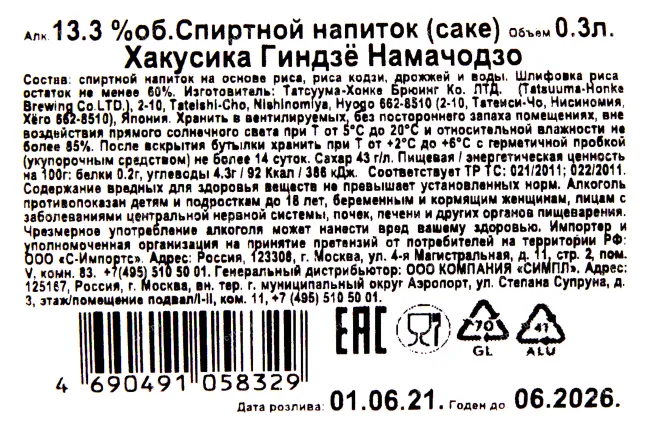 Алк. 13.3 %об. Спиртной напиток (саке) Объем 0.3л.
Хакусика Гиндзё Намачодзо
Состав: спиртной напиток на основе риса, риса кодзи, дрожжей и воды. Шлифовка риса
остаток не менее 60%. Изготовитель: Татсуума-Хонке Брюинг Ко. ЛТД. (Tatsuuma-Honke
Brewing Co.LTD.), 2-10, Tateishi-Cho, Nishinomiya, Hyogo 662-8510 (2-10, Татеиси-Чо, Нисиномия,
Хёго 662-8510), Япония. Хранить в вентилируемых, без постороннего запаха помещениях, вне
воздействия прямого солнечного света при Т от 5°С до 20°С и относительной влажности не
более 85%. После вскрытия бутылки хранить при Т от +2°С до +6°С с герметичной пробкой
(укупорочным средством) не более 14 суток. Сахар 43 г/л. Пищевая / энергетическая ценность
на 100г: белки 0.2г, углеводы 4.3г / 92 Ккал / 386 кДж. Соответствует ТР ТС: 021/2011; 022/2011.
Содержание вредных для здоровья веществ не превышает установленных норм. Алкоголь
противопоказан детям и подросткам до 18 лет, беременным и кормящим женщинам, лицам с
заболеваниями центральной нервной системы, почек, печени и других органов пищеварения.
Чрезмерное употребление алкоголя может нанести вред вашему здоровью. Импортер и
уполномоченная организация на принятие претензий от потребителей на территории РФ:
ООО «С-Импортс». Адрес: Россия, 123308, г. Москва, ул. 4-я Магистральная, д. 11, стр. 2, пом.
V, комн. 83. +7(495) 510 50 01. Генеральный дистрибьютор: ООО КОМПАНИЯ «СИМПЛ». Адрес:
125167, Россия, г. Москва, вн. тер. г. муниципальный округ Аэропорт, ул. Степана Супруна, д.
3, этаж/помещение подвал/I-II, ком. 11, +7 (495) 510 50 01.
EAC
70
GL
41
ALU
4 690491 058329
Дата розлива: 01.06.21. Годен до 06.2026.